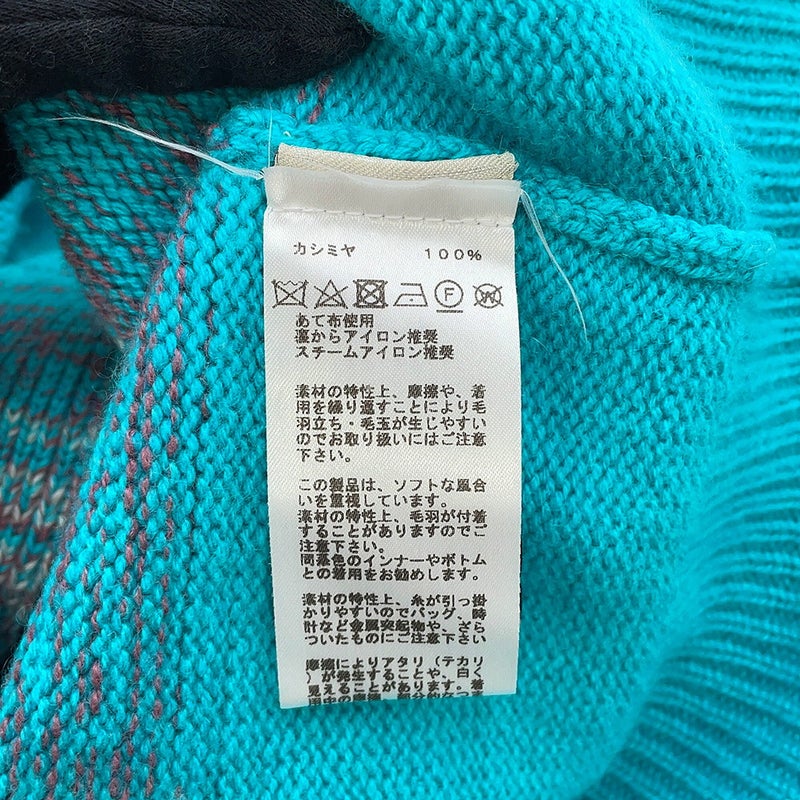 カシミヤ 100%
F
W
あて布使用
裏からアイロン推奨
スチームアイロン推奨
素材の特性上、摩擦や、着
用を繰り返すことにより毛
羽立ち・毛玉が生じやすい
のでお取り扱いにはご注意
下さい。
この製品は、ソフトな風合
いを重視しています。
素材の特性上、毛羽が付着
することがありますのでご
注意下さい。
同系色のインナーやボトム
との着用をお勧めします。
素材の特性上、糸が引っ掛
かりやすいのでバッグ、時
計など金属突起物や、ざら
ついたものにご注意下さい
摩擦によりアタリ(テカリ
)が発生することや、白く
見えることがあります。着
用中の摩擦、部分的な